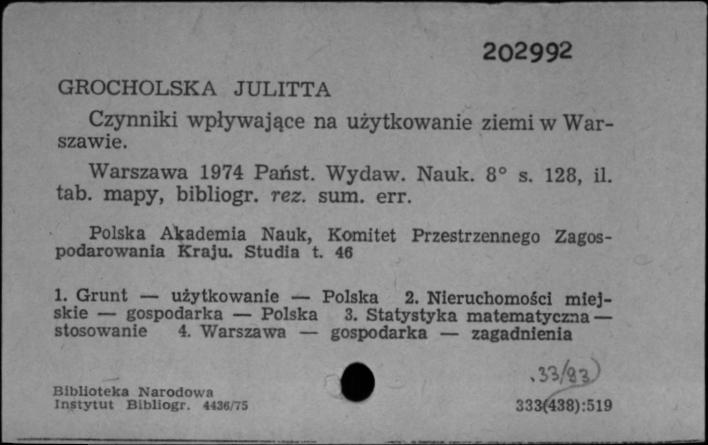 202992
GROCHOLSKA JULITTA
Czynniki wpływające na użytkowanie ziemi w War-
szawie.
Warszawa 1974 Państ. Wydaw. Nauk. 8° s. 128, il.
tab. mapy, bibliogr. rez. sum. err.
Polska Akademia Nauk, Komitet Przestrzennego Zagos-
podarowania Kraju. Studia t. 46
1. Grunt — użytkowanie — Polska 2. Nieruchomości miej-
skie — gospodarka — Polska 3. Statystyka matematyczna —
stosowanie 4. Warszawa — gospodarka — zagadnienia
.33/93)
Biblioteka Narodowa
Instytut Bibliogr. 4436/75
333(438):519